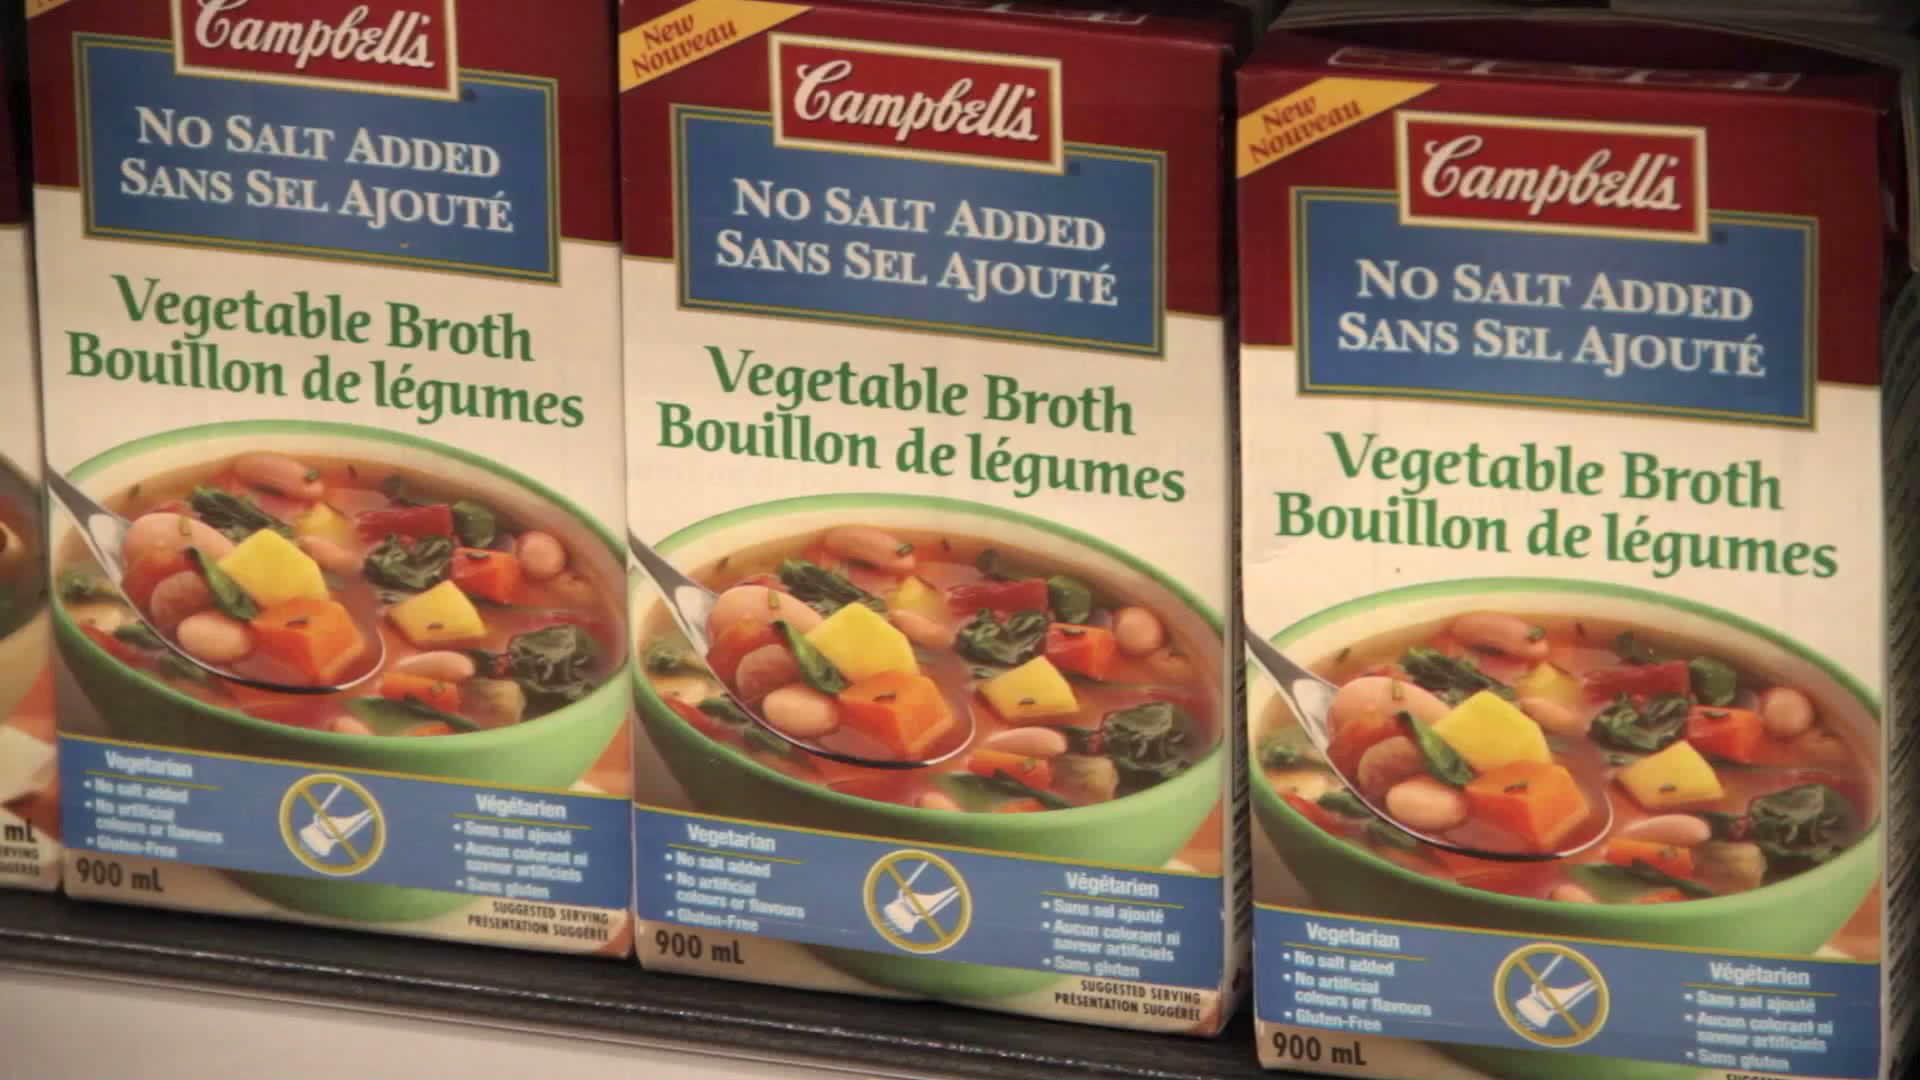 Campbell's
No Salt Added
Sans Sel Ajouté
Vegetable Broth
Bouillon de légumes
Vegetarian
• No salt added
• No artificial
colours or flavours
• Gluten-Free
Végétarien
• Sans sel ajouté
• Aucun colorant ni
saveur artificiels
• Sans gluten
900 mL
SUGGESTED SERVING
PRÉSENTATION SUGGÉRÉE
New
Nouveau
Campbell's
No Salt Added
Sans Sel Ajouté
Vegetable Broth
Bouillon de légumes
Vegetarian
• No salt added
• No artificial
colours or flavours
• Gluten-Free
Végétarien
• Sans sel ajouté
• Aucun colorant ni
saveur artificiels
• Sans gluten
900 mL
SUGGESTED SERVING
PRÉSENTATION SUGGÉRÉE
New
Nouveau
Campbell's
No Salt Added
Sans Sel Ajouté
Vegetable Broth
Bouillon de légumes
Vegetarian
• No salt added
• No artificial
colours or flavours
• Gluten-Free
Végétarien
• Sans sel ajouté
• Aucun colorant ni
saveur artificiels
• Sans gluten
900 mL
mL